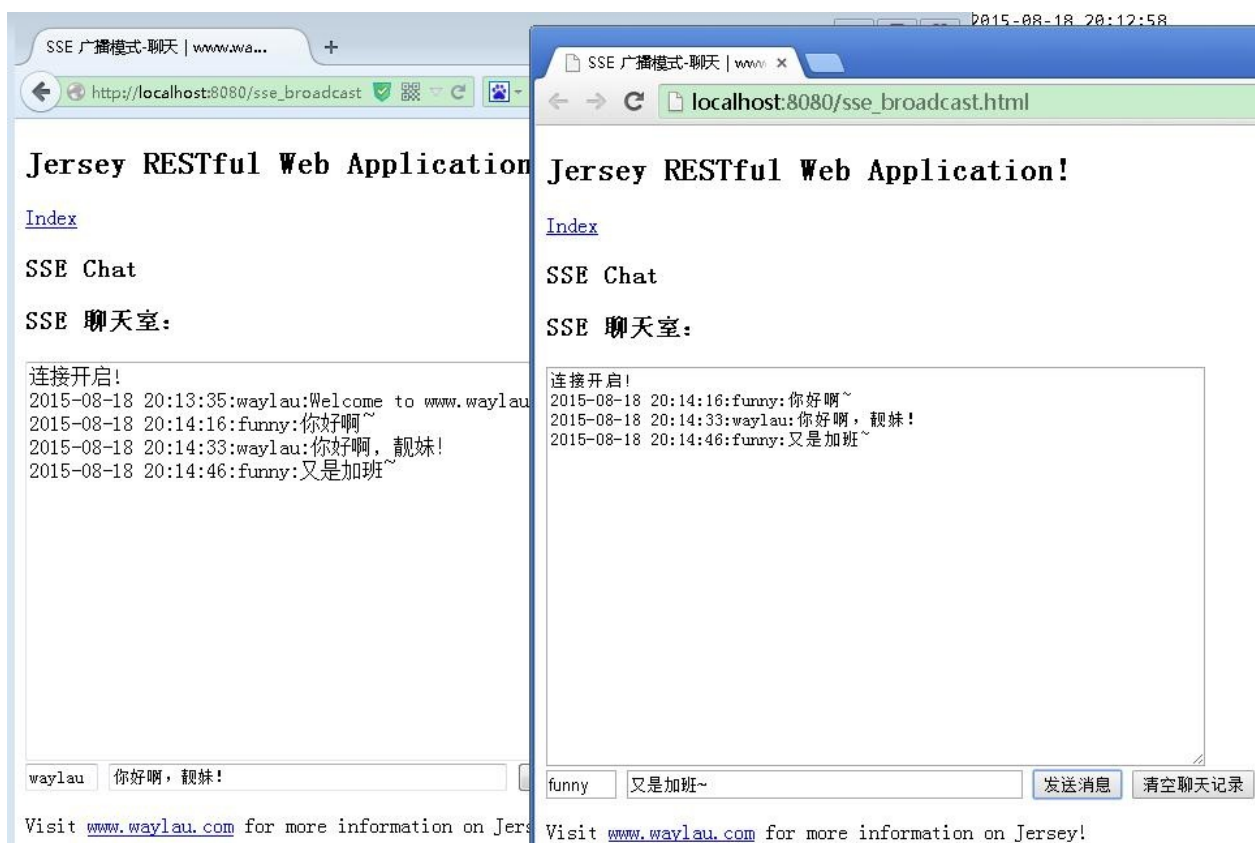 2015-08-18 20:12:58
SSE 广播模式-聊天 | www.wa...
http://localhost:8080/sse_broadcast
Jersey RESTful Web Application
Index
SSE Chat
SSE 聊天室:
连接开启!
2015-08-18 20:13:35:waylau:Welcome to www.waylau
2015-08-18 20:14:16:funny:你好啊~
2015-08-18 20:14:33:waylau:你好啊, 靓妹!
2015-08-18 20:14:46:funny:又是加班~
waylau 你好啊,靓妹!
Visit www.waylau.com for more information on Jers
SSE 广播模式-聊天 | www
localhost:8080/sse_broadcast.html
Jersey RESTful Web Application!
Index
SSE Chat
SSE 聊天室:
连接开启!
2015-08-18 20:14:16:funny:你好啊~
2015-08-18 20:14:33:waylau:你好啊,靓妹!
2015-08-18 20:14:46:funny:又是加班~
funny 又是加班~ 发送消息 清空聊天记录
Visit www.waylau.com for more information on Jersey!